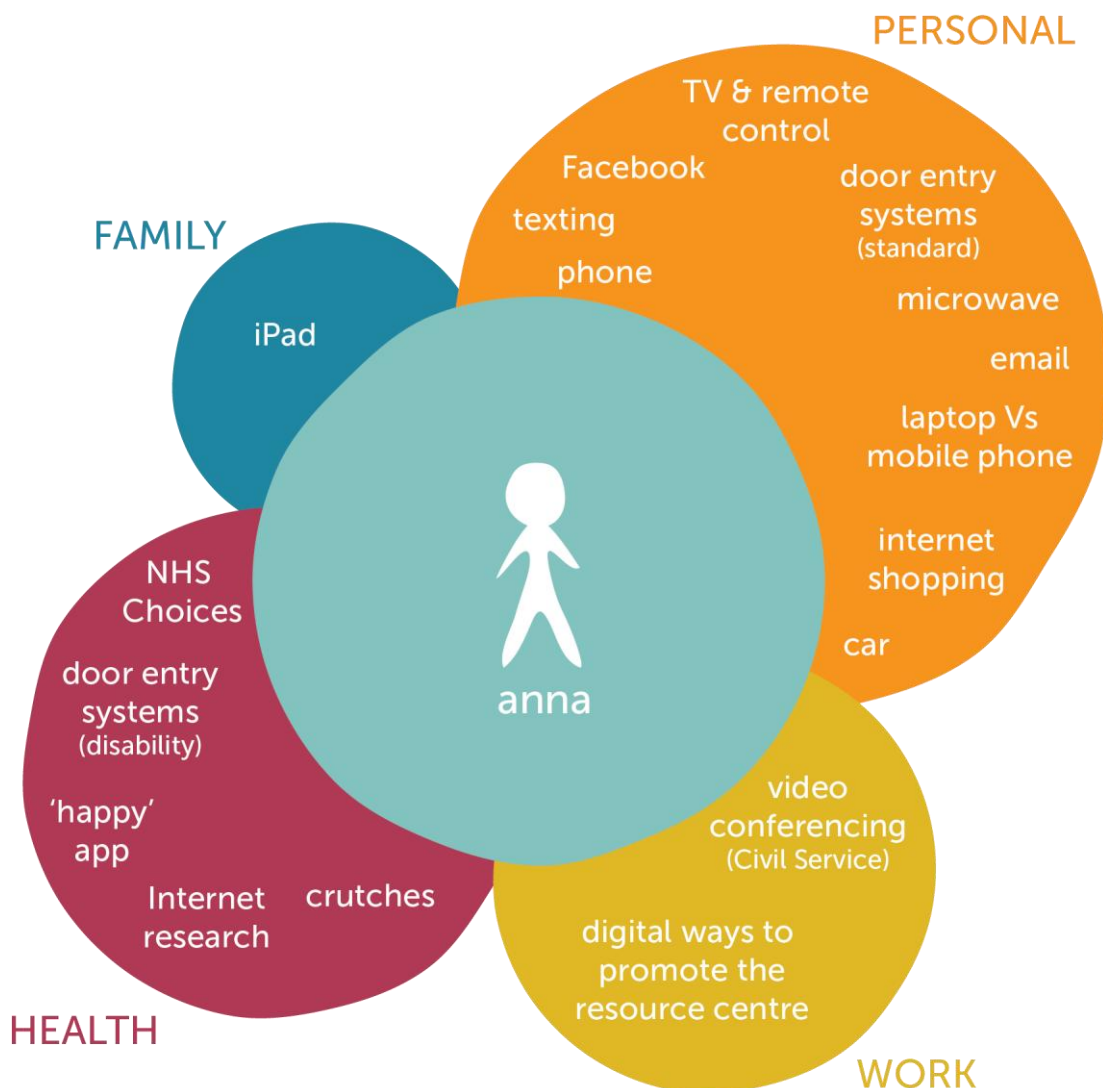 PERSONAL
TV & remote
control
Facebook
door entry
systems
(standard)
texting
phone
microwave
email
laptop Vs
mobile phone
internet
shopping
car
FAMILY
iPad
anna
NHS
Choices
door entry
systems
(disability)
‘happy’
app
Internet
research
crutches
HEALTH
video
conferencing
(Civil Service)
digital ways to
promote the
resource centre
WORK